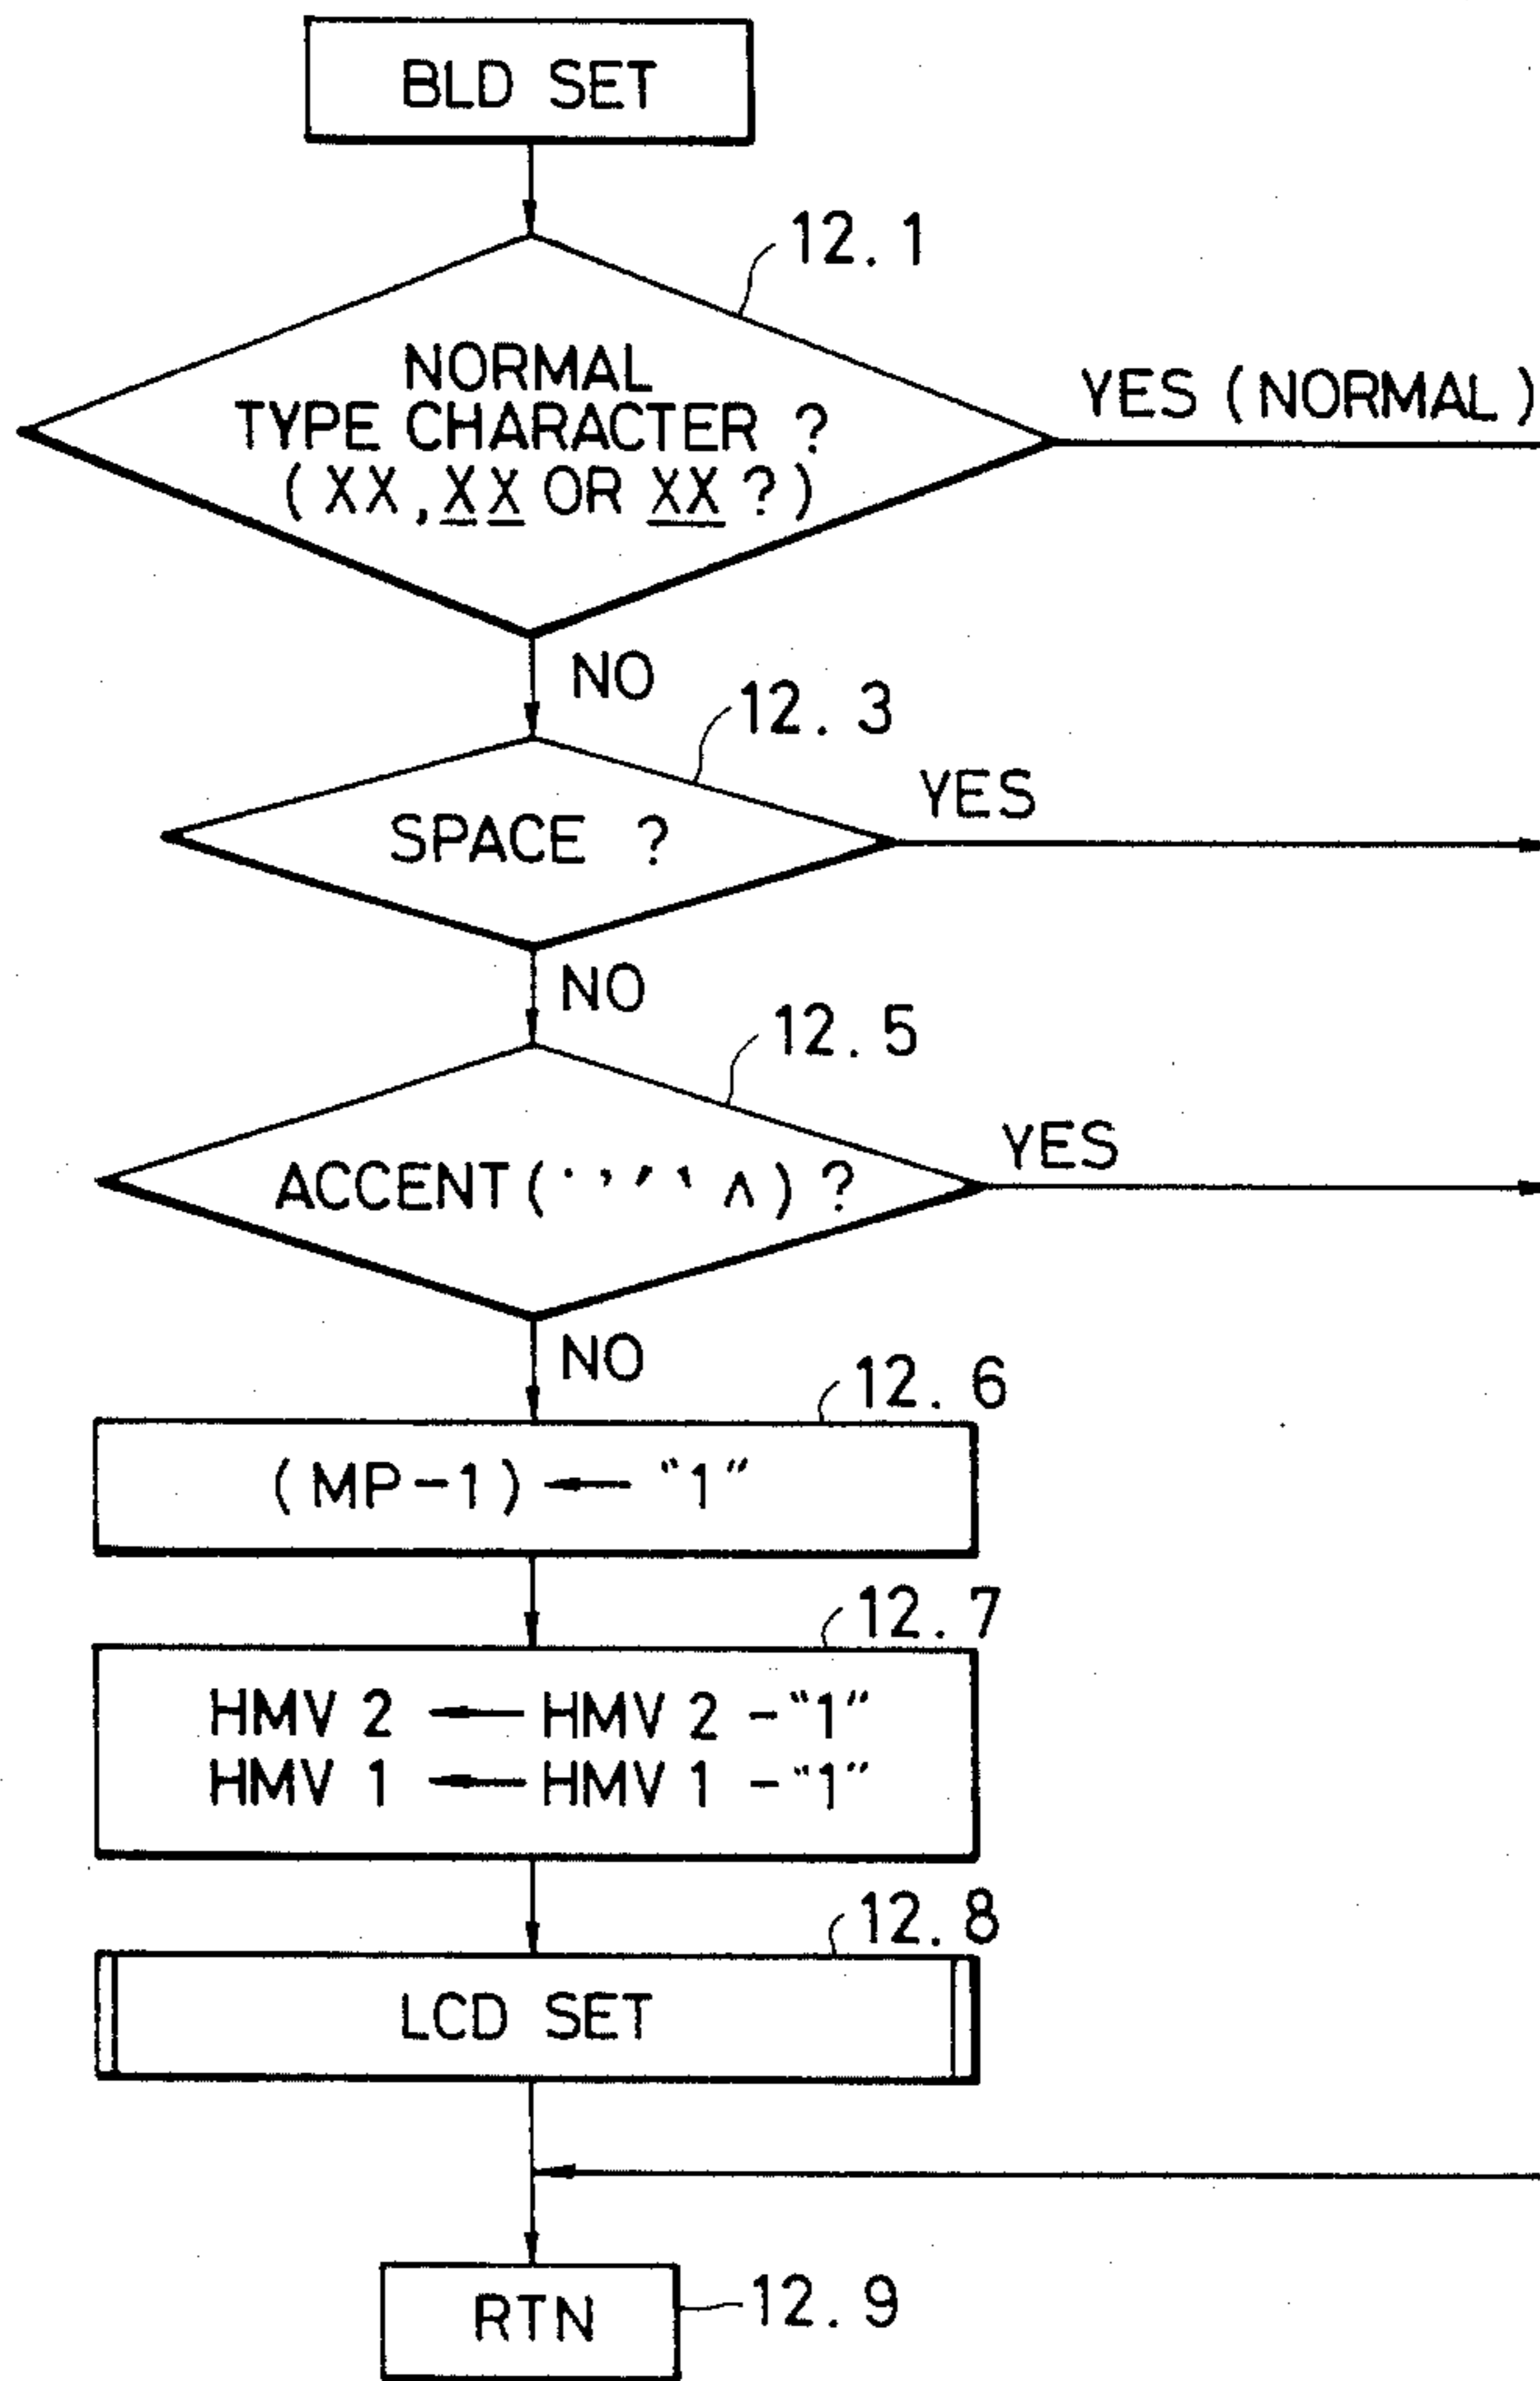 BLD SET
12.1
NORMAL
TYPE CHARACTER ?
(XX, XX OR XX ?)
YES (NORMAL)
NO
12.3
SPACE ?
YES
NO
12.5
ACCENT(˙ ’ ′ ‵ ∧) ?
YES
NO
12.6
(MP-1) ← “1”
12.7
HMV 2 ← HMV 2 -“1”
HMV 1 ← HMV 1 -“1”
12.8
LCD SET
RTN
12.9